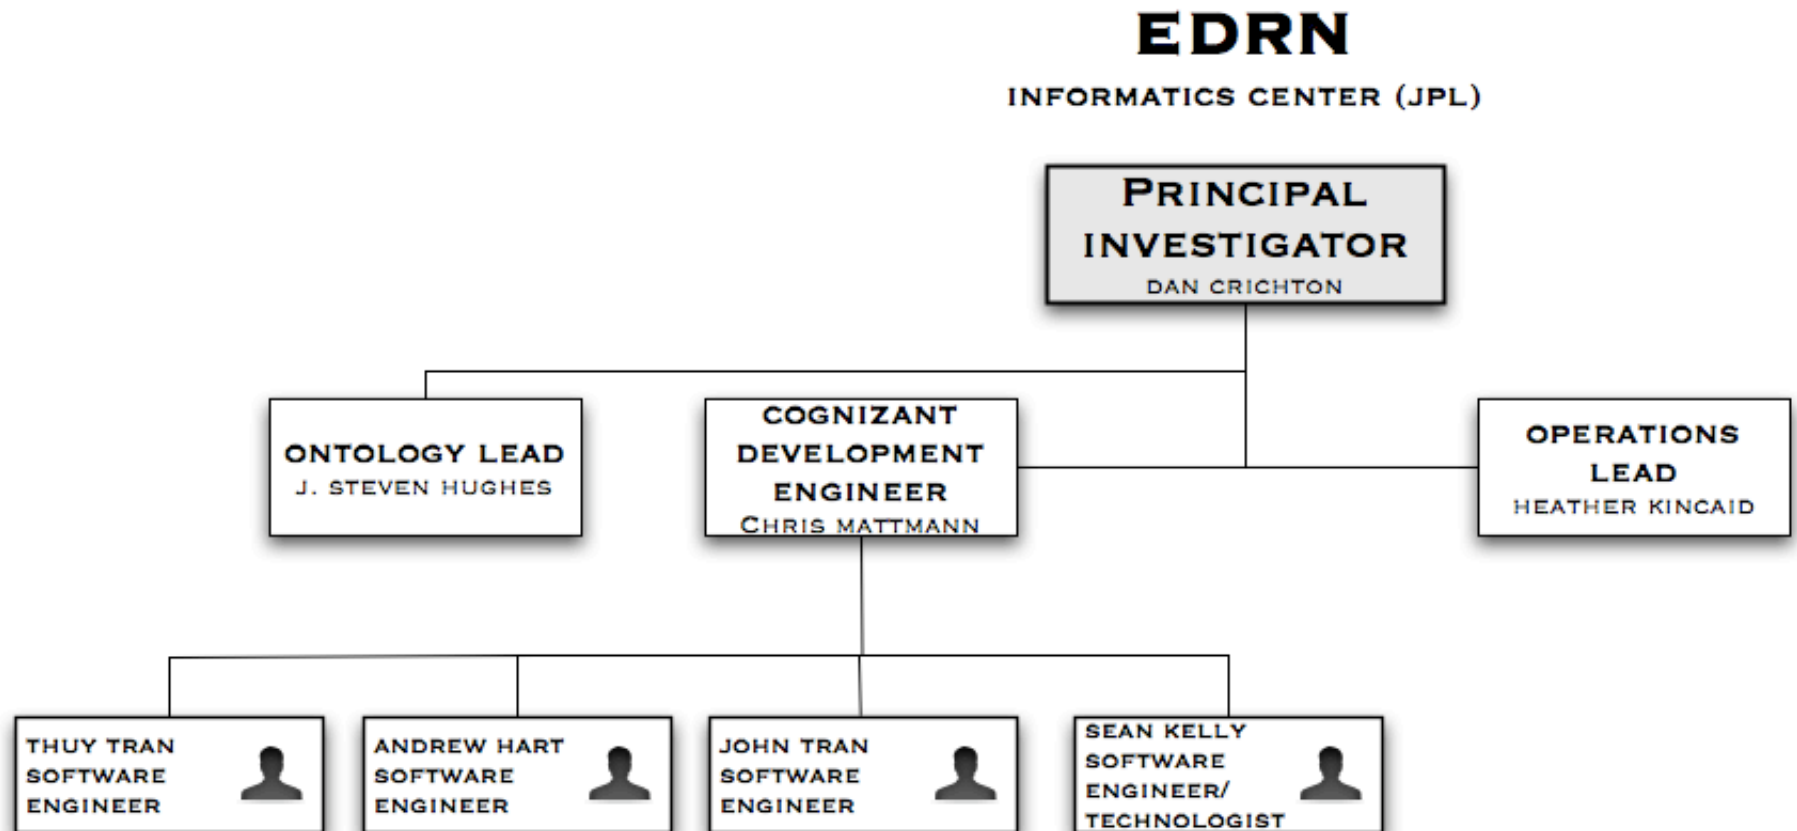 EDRN
INFORMATICS CENTER (JPL)
PRINCIPAL
INVESTIGATOR
DAN CRICHTON
ONTOLOGY LEAD
J. STEVEN HUGHES
COGNIZANT
DEVELOPMENT
ENGINEER
CHRIS MATTMANN
OPERATIONS
LEAD
HEATHER KINCAID
THUY TRAN
SOFTWARE
ENGINEER
ANDREW HART
SOFTWARE
ENGINEER
JOHN TRAN
SOFTWARE
ENGINEER
SEAN KELLY
SOFTWARE
ENGINEER/
TECHNOLOGIST